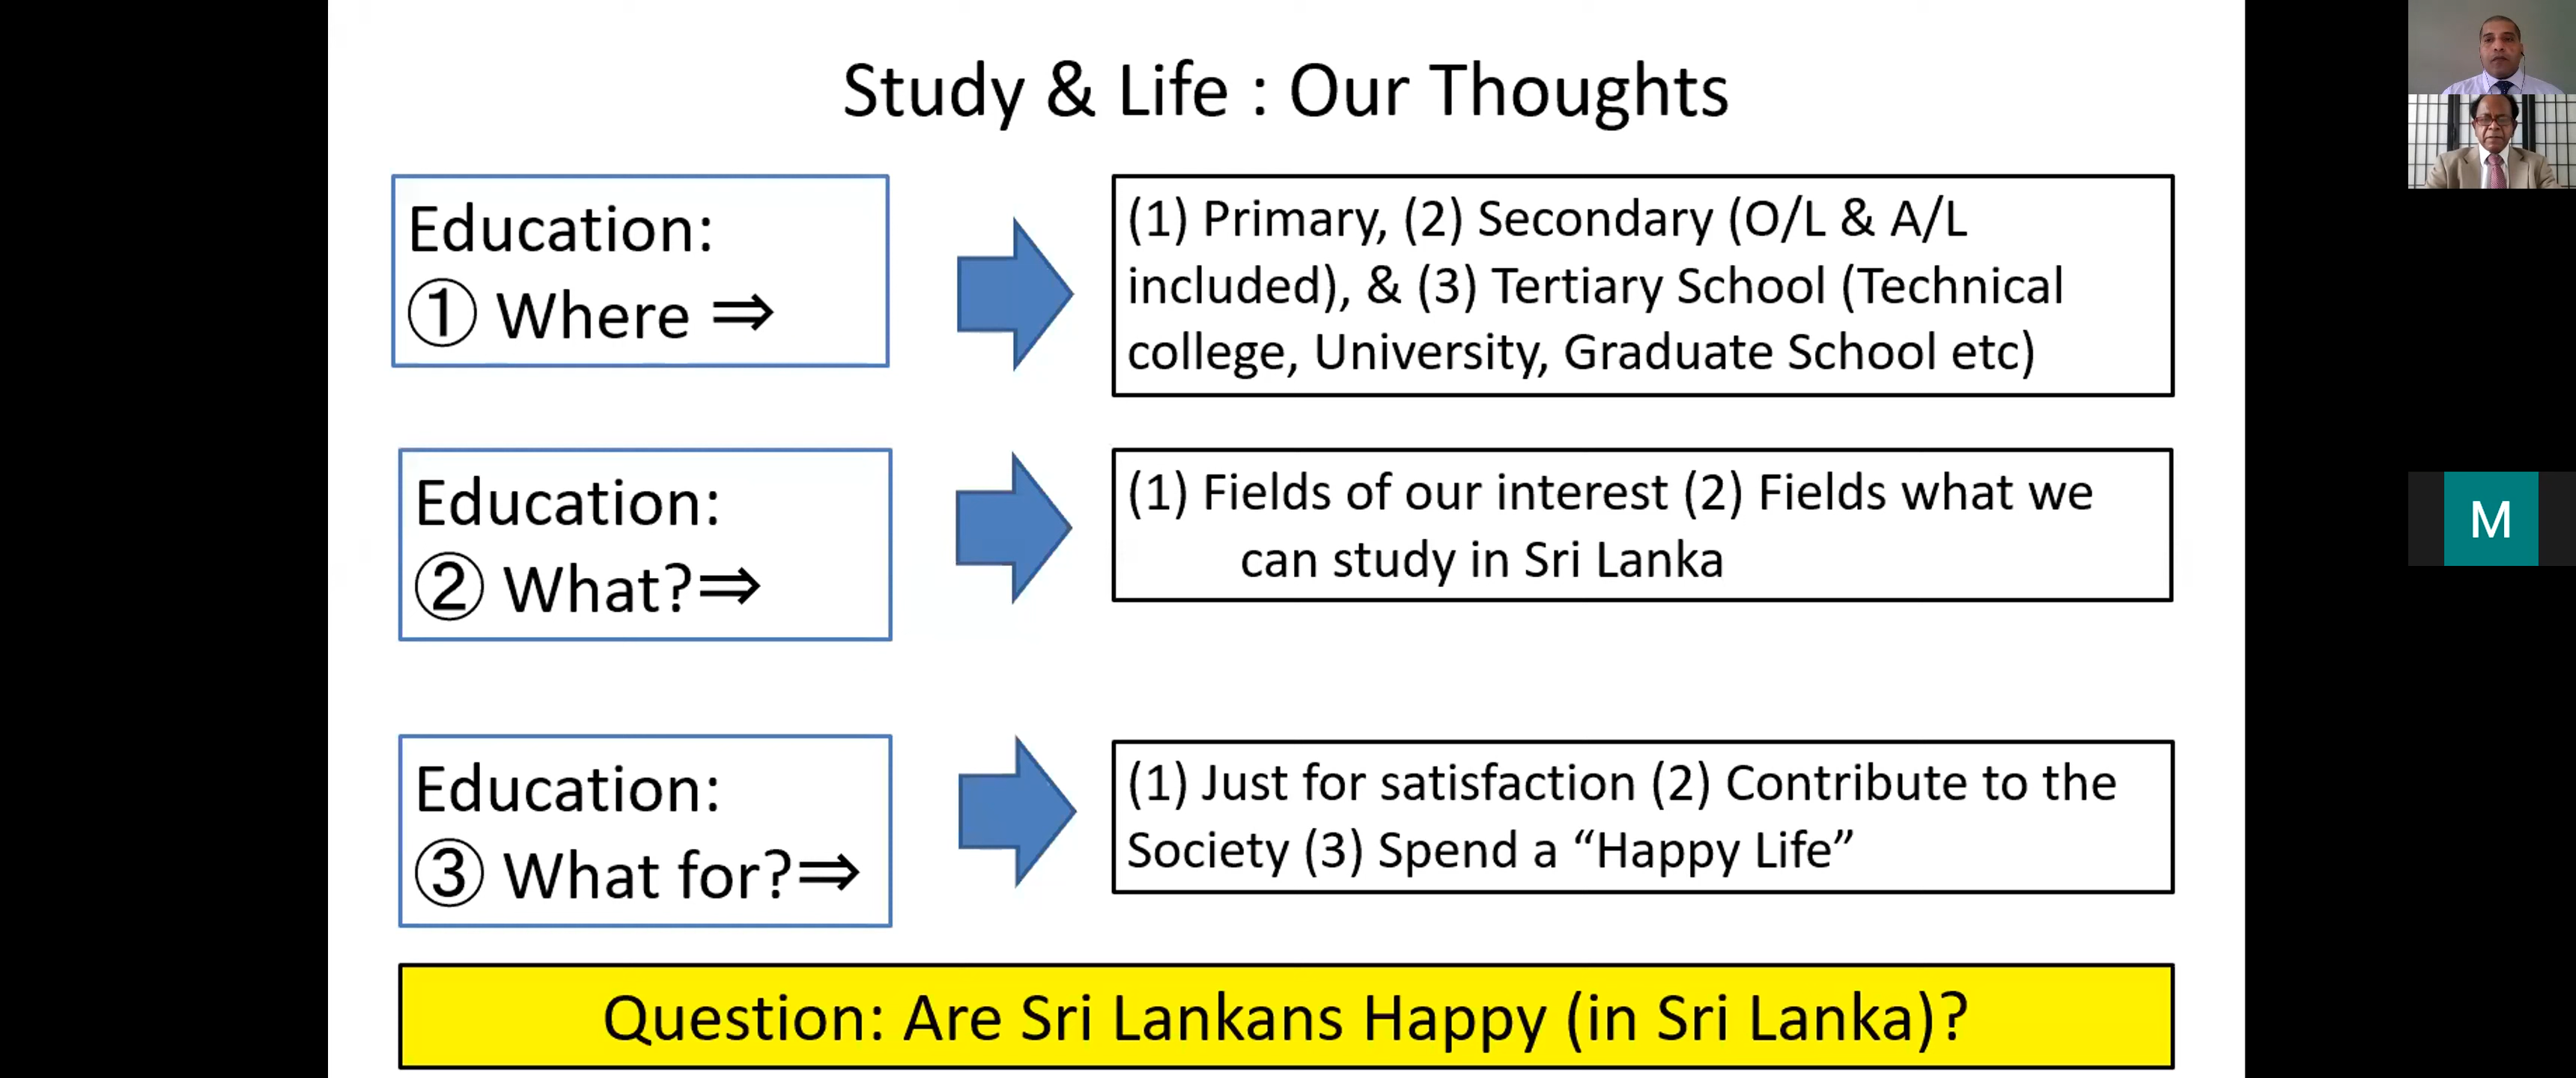 Study & Life : Our Thoughts
Education:
① Where ⇒
(1) Primary, (2) Secondary (O/L & A/L
included), & (3) Tertiary School (Technical
college, University, Graduate School etc)
Education:
② What?⇒
(1) Fields of our interest (2) Fields what we
can study in Sri Lanka
Education:
③ What for?⇒
(1) Just for satisfaction (2) Contribute to the
Society (3) Spend a “Happy Life”
Question: Are Sri Lankans Happy (in Sri Lanka)?
M